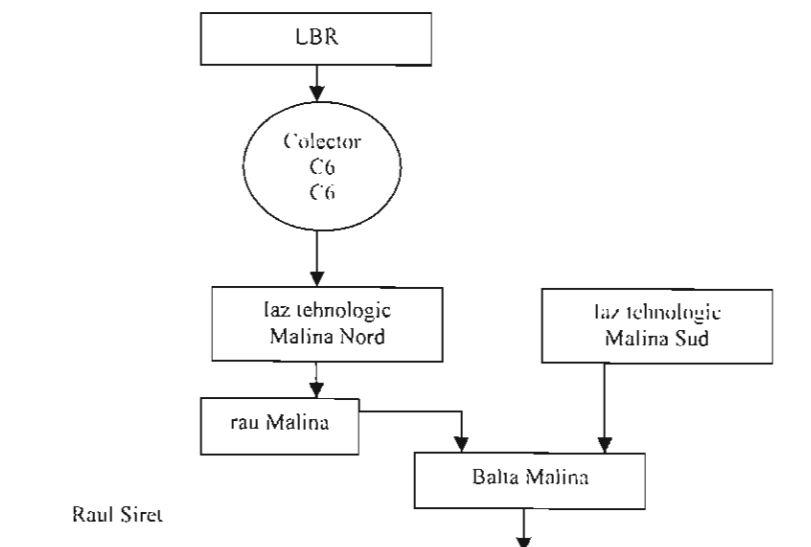 LBR
Colector
C6
C6
Iaz tehnologic
Malina Nord
Iaz tehnologic
Malina Sud
rau Malina
Balta Malina
Raul Siret